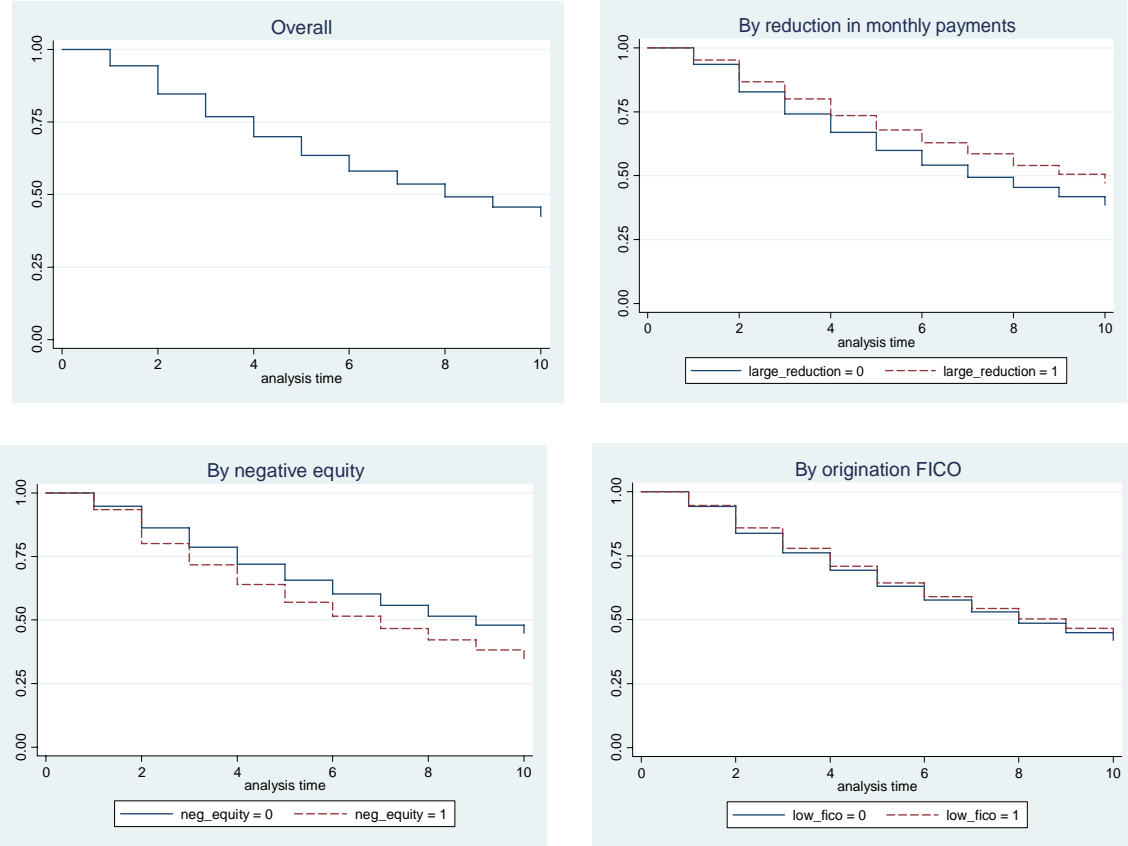 Overall
1.00
0.75
0.50
0.25
0.00
0 2 4 6 8 10
analysis time
By reduction in monthly payments
1.00
0.75
0.50
0.25
0.00
0 2 4 6 8 10
analysis time
large_reduction = 0 large_reduction = 1
By negative equity
1.00
0.75
0.50
0.25
0.00
0 2 4 6 8 10
analysis time
neg_equity = 0 neg_equity = 1
By origination FICO
1.00
0.75
0.50
0.25
0.00
0 2 4 6 8 10
analysis time
low_fico = 0 low_fico = 1